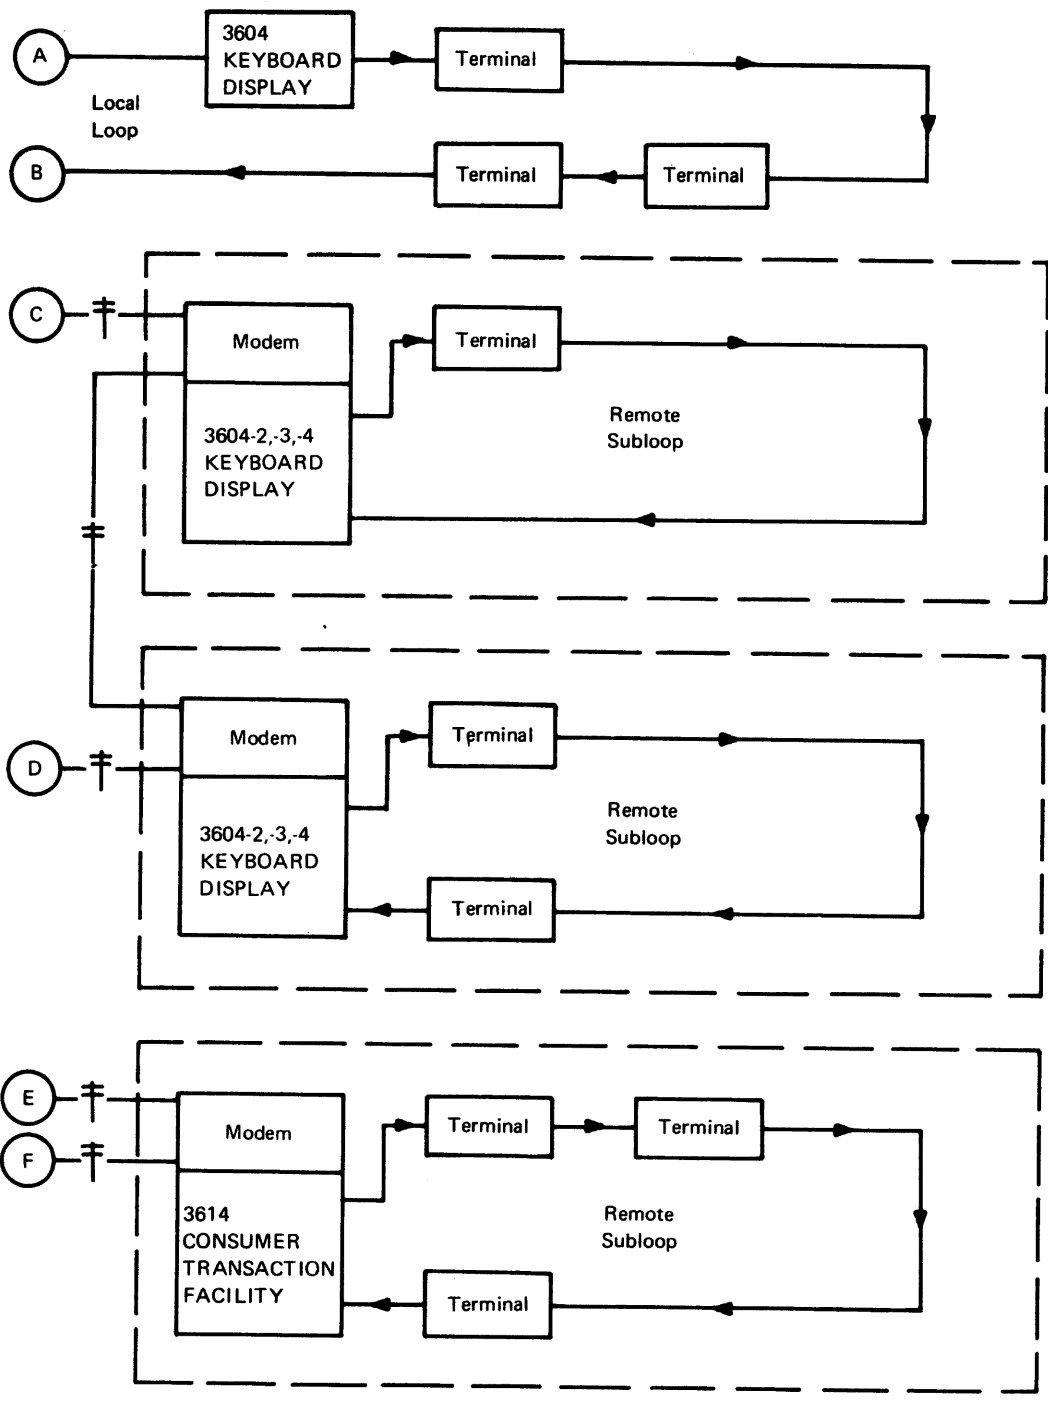 A
3604
KEYBOARD
DISPLAY
Terminal
Local
Loop
B
Terminal
Terminal
C
Modem
Terminal
3604-2,-3,-4
KEYBOARD
DISPLAY
Remote
Subloop
D
Modem
Terminal
3604-2,-3,-4
KEYBOARD
DISPLAY
Remote
Subloop
Terminal
E
F
Modem
Terminal
Terminal
3614
CONSUMER
TRANSACTION
FACILITY
Remote
Subloop
Terminal